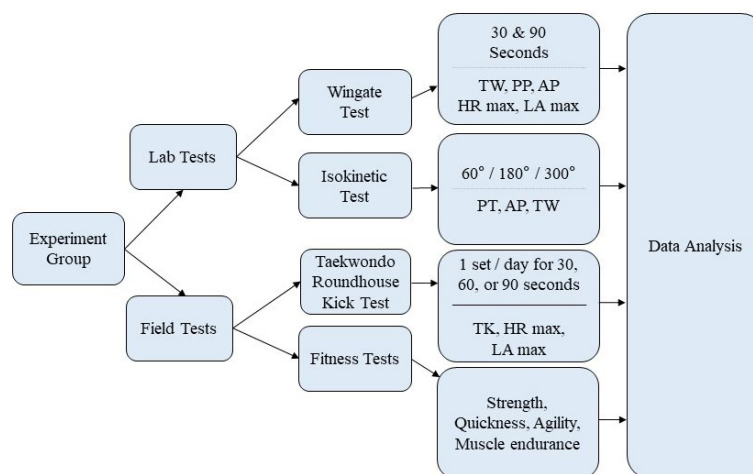 Experiment
Group
Lab Tests
Field Tests
Wingate
Test
Isokinetic
Test
Taekwondo
Roundhouse
Kick Test
Fitness Tests
30 & 90
Seconds
TW, PP, AP
HR max, LA max
60° / 180° / 300°
PT, AP, TW
1 set / day for 30,
60, or 90 seconds
TK, HR max,
LA max
Strength,
Quickness, Agility,
Muscle endurance
Data Analysis